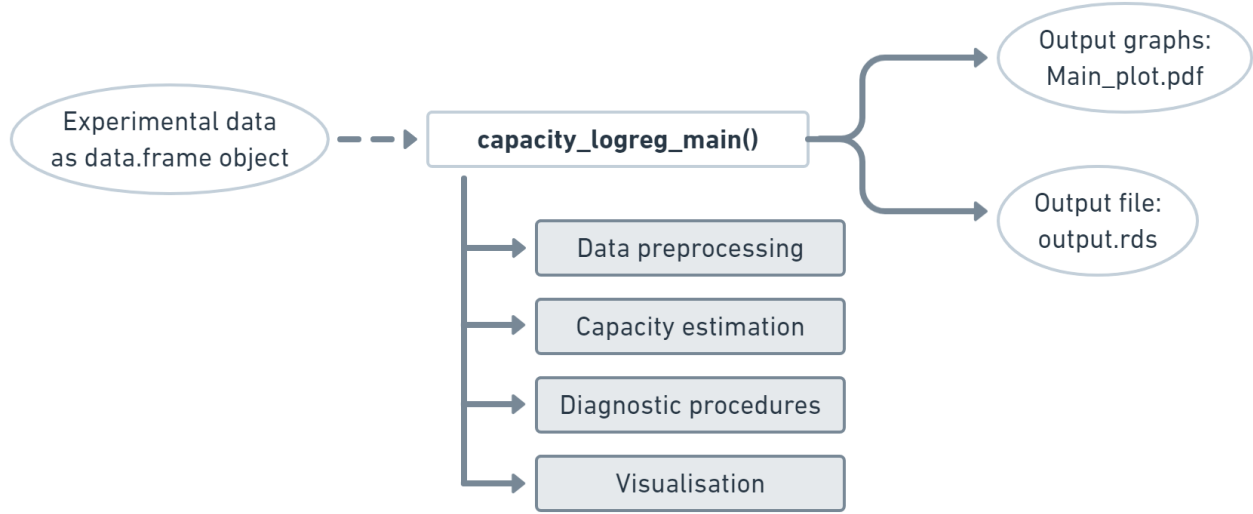 Experimental data
as data.frame object
capacity_logreg_main()
Output graphs:
Main_plot.pdf
Output file:
output.rds
Data preprocessing
Capacity estimation
Diagnostic procedures
Visualisation